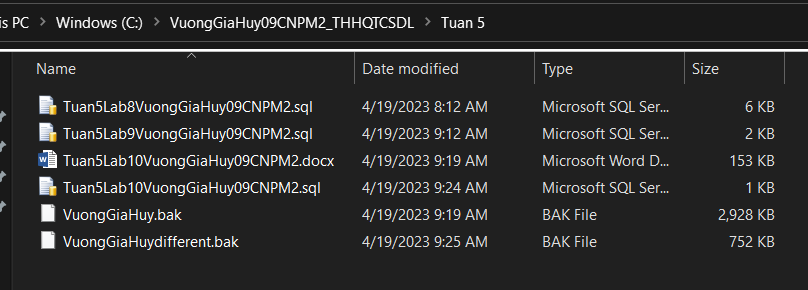 is PC > Windows (C:) > VuongGiaHuy09CNPM2_THHQTCSDL > Tuan 5
Name Date modified Type Size
Tuan5Lab8VuongGiaHuy09CNPM2.sql 4/19/2023 8:12 AM Microsoft SQL Ser... 6 KB
Tuan5Lab9VuongGiaHuy09CNPM2.sql 4/19/2023 9:12 AM Microsoft SQL Ser... 2 KB
Tuan5Lab10VuongGiaHuy09CNPM2.docx 4/19/2023 9:19 AM Microsoft Word D... 153 KB
Tuan5Lab10VuongGiaHuy09CNPM2.sql 4/19/2023 9:24 AM Microsoft SQL Ser... 1 KB
VuongGiaHuy.bak 4/19/2023 9:19 AM BAK File 2,928 KB
VuongGiaHuydifferent.bak 4/19/2023 9:25 AM BAK File 752 KB